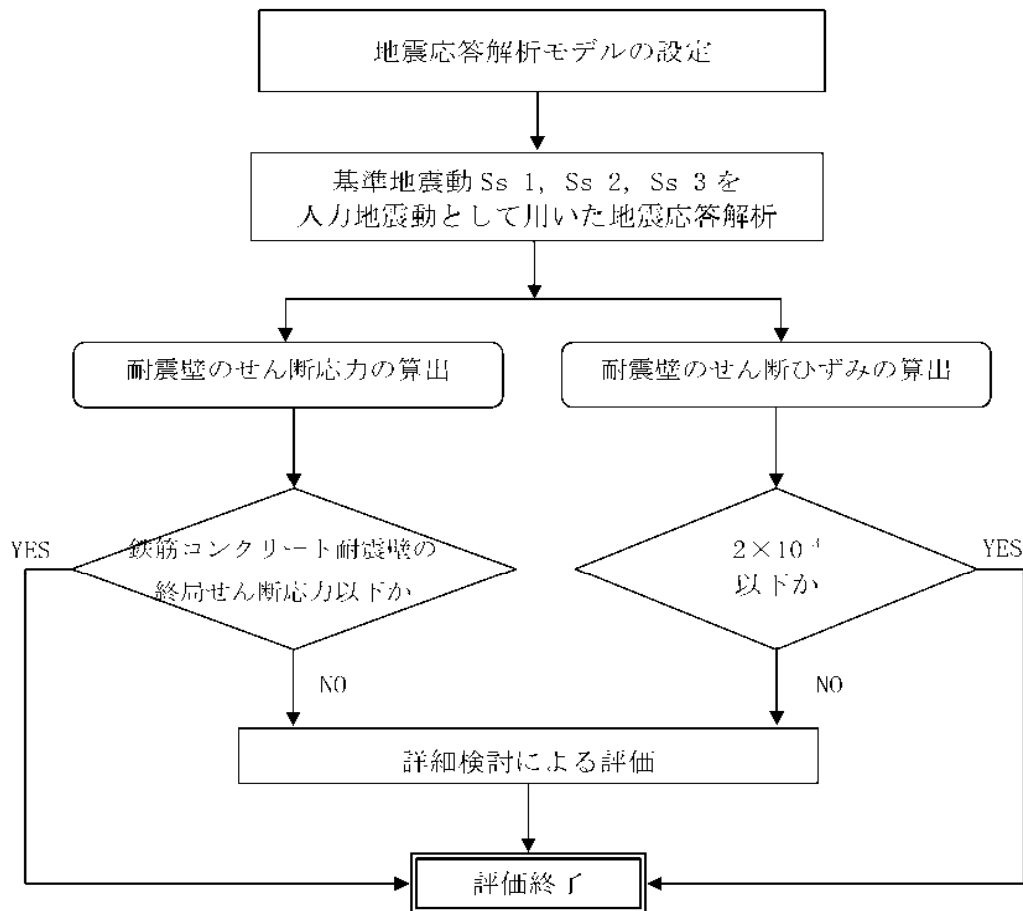 地震応答解析モデルの設定
基準地震動 Ss 1, Ss 2, Ss 3 を
入力地震動として用いた地震応答解析
耐震壁のせん断応力の算出
耐震壁のせん断ひずみの算出
YES
鉄筋コンクリート耐震壁の
終局せん断応力以下か
2×10
以下か
YES
NO
NO
詳細検討による評価
評価終了